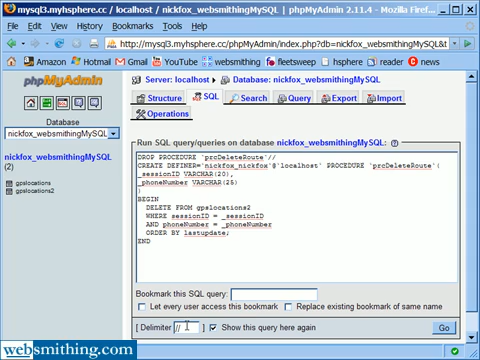 mysql3.myhsphere.cc / localhost / nickfox_websmithingMySQL | phpMyAdmin 2.11.4 - Mozilla Firef...
File Edit View History Bookmarks Tools Help
http://mysql3.myhsphere.cc/phpMyAdmin/index.php?db=nickfox_websmithingMySQL&t
Amazon Hotmail Gmail YouTube websmithing hsphere reader fleetseek news
phpMyAdmin
Database
nickfox_websmithingMySQL
nickfox_websmithingMySQL
(2)
gpslocations
gpslocations2
Server: localhost Database: nickfox_websmithingMySQL
Structure SQL Search Query Export Import
Operations
Run SQL query/queries on database nickfox_websmithingMySQL:
DROP PROCEDURE `prcDeleteRoute`//
CREATE DEFINER=`nickfox_nickfox`@`localhost` PROCEDURE `prcDeleteRoute`(
_sessionID VARCHAR(20),
_phoneNumber VARCHAR(25)
)
BEGIN
DELETE FROM gpslocations2
WHERE sessionID = _sessionID
AND phoneNumber = _phoneNumber
ORDER BY lastupdate;
END
Bookmark this SQL query:
Let every user access this bookmark Replace existing bookmark of same name
[ Delimiter // ] Show this query here again Go
websmithing.com